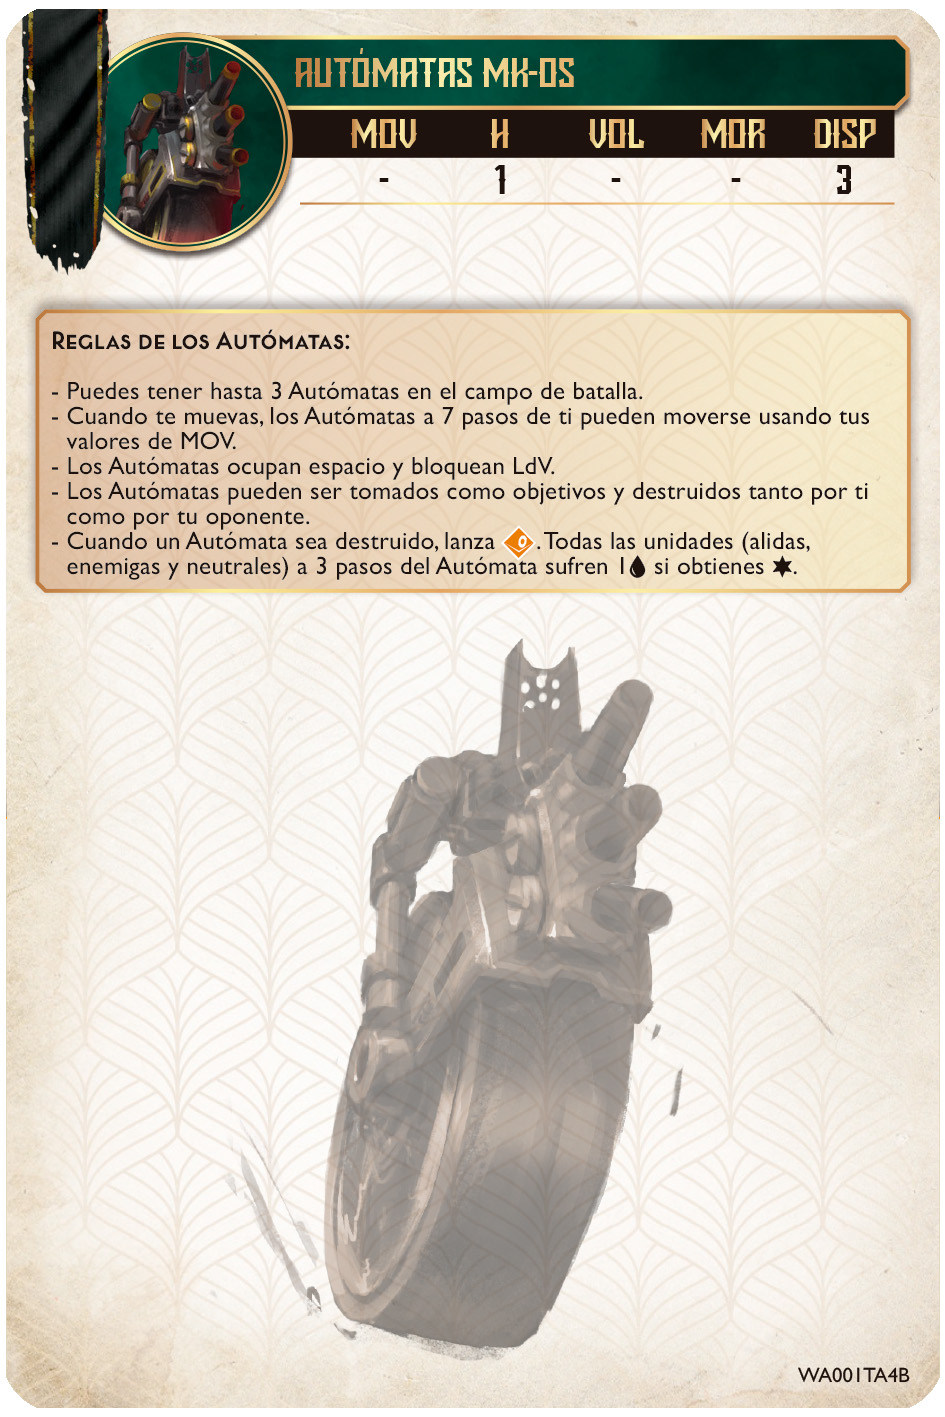 AUTÓMATAS MK-0S
MOV H VOL MOR DISP
- 1 - - 3
REGLAS DE LOS AUTÓMATAS:
- Puedes tener hasta 3 Autómatas en el campo de batalla.
- Cuando te muevas, los Autómatas a 7 pasos de ti pueden moverse usando tus
valores de MOV.
- Los Autómatas ocupan espacio y bloquean LdV.
- Los Autómatas pueden ser tomados como objetivos y destruidos tanto por ti
como por tu oponente.
- Cuando un Autómata sea destruido, lanza 0. Todas las unidades (alidas,
enemigas y neutrales) a 3 pasos del Autómata sufren 1 si obtienes .
WA001TA4B